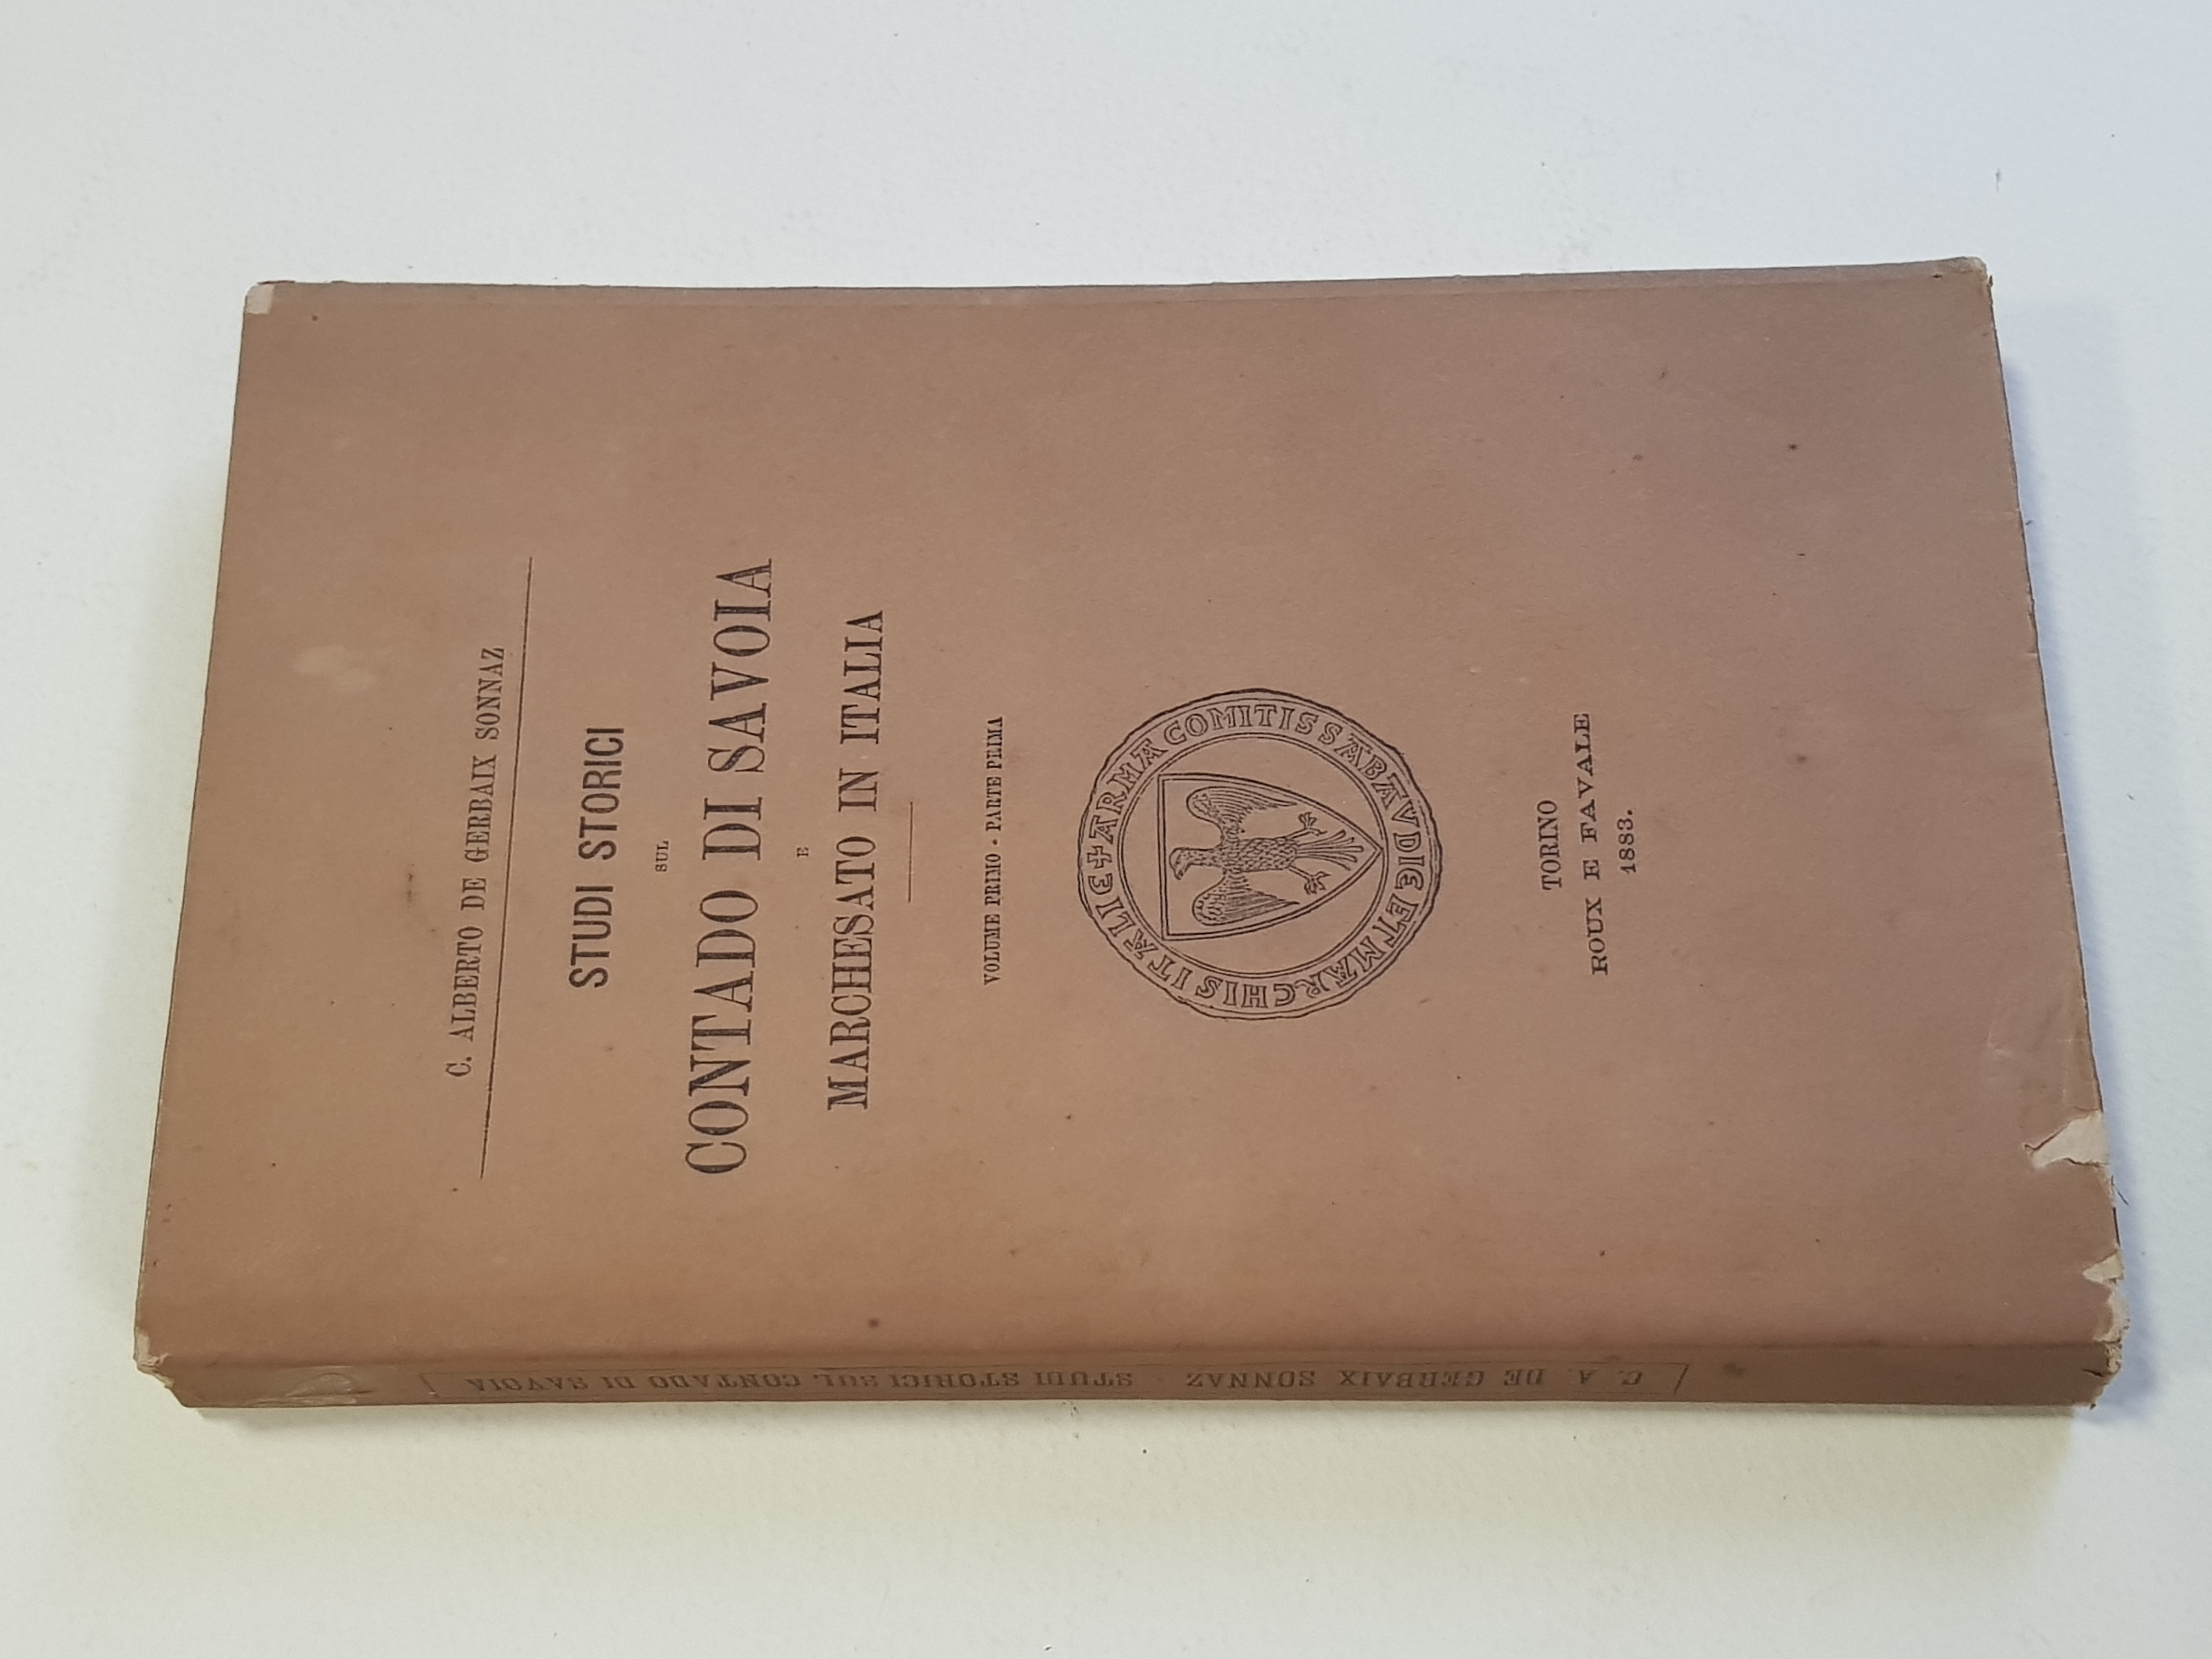 C. ALBERTO DE GERBAIX SONNAZ
STUDI STORICI
SUL
CONTADO DI SAVOIA
E
MARCHESATO IN ITALIA
VOLUME PRIMO - PARTE PRIMA
+ ARMA COMITIS SABAVDIE ET MARCHIS ITALIE
TORINO
ROUX E FAVALE
1883.
C. A. DE GERBAIX SONNAZ STUDI STORICI SUL CONTADO DI SAVOIA